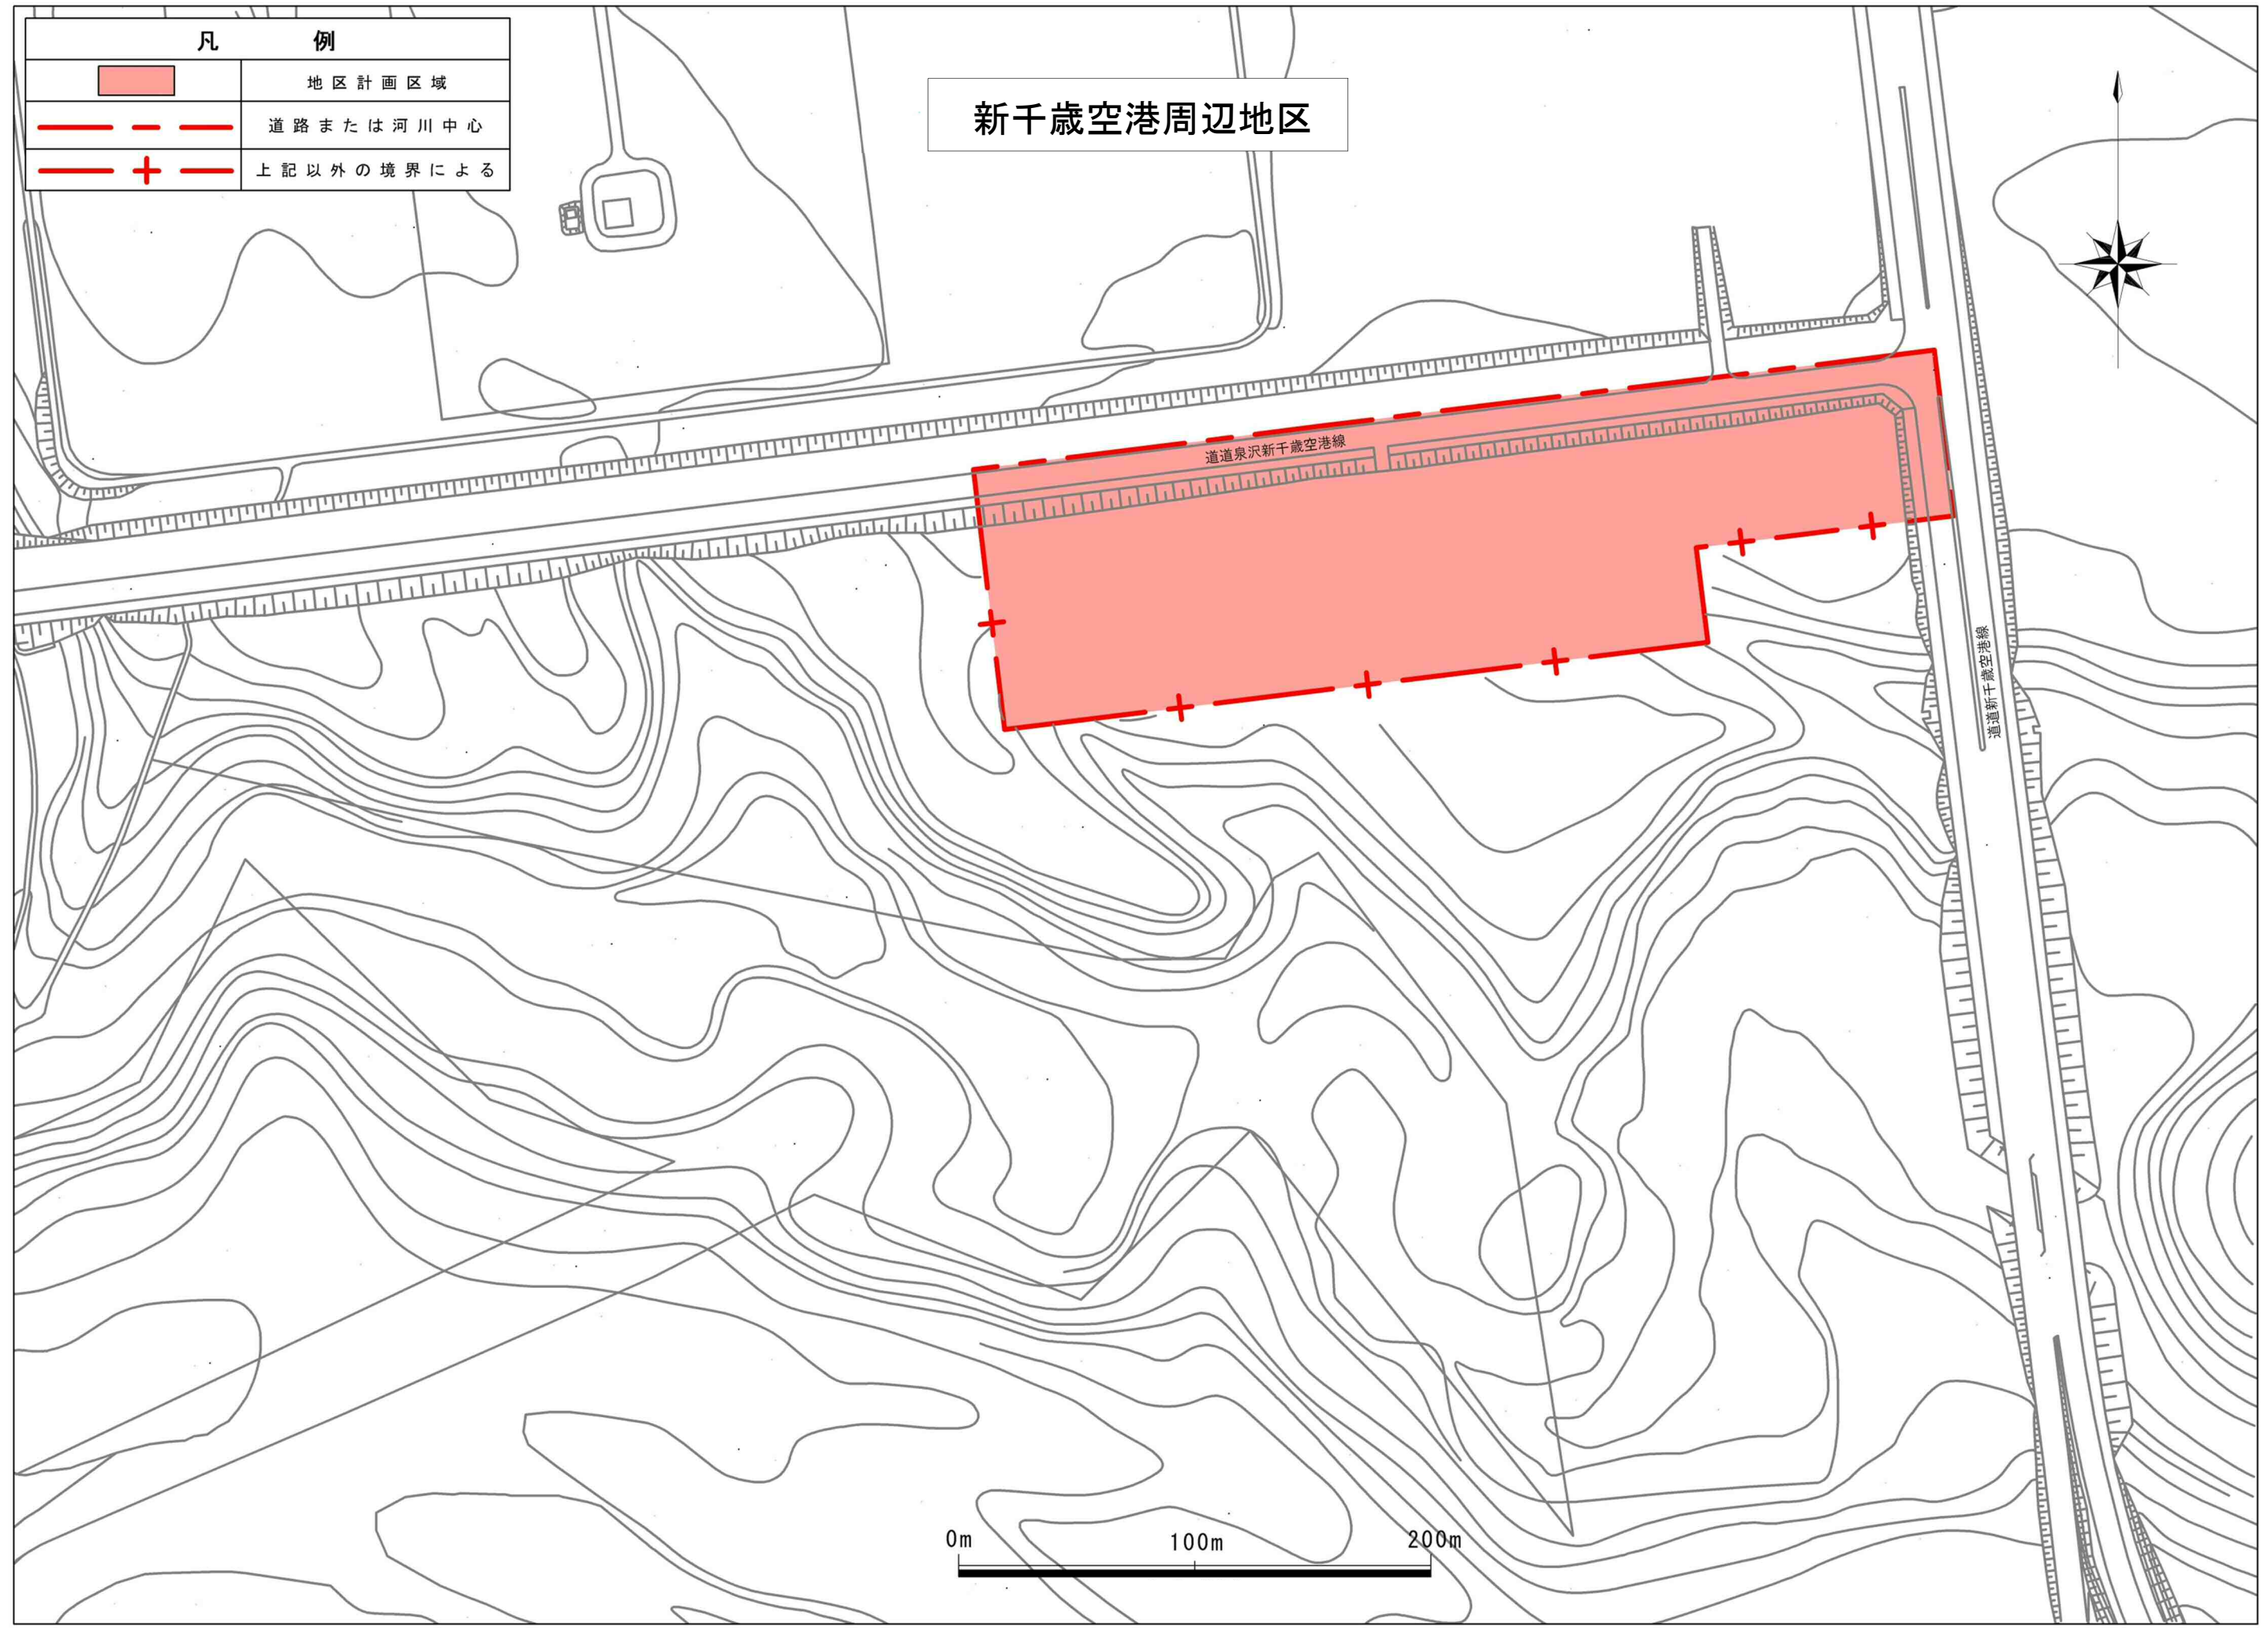 凡例
地区計画区域
道路または河川中心
上記以外の境界による
新千歳空港周辺地区
道道泉沢新千歳空港線
道道新千歳空港線
0m 100m 200m